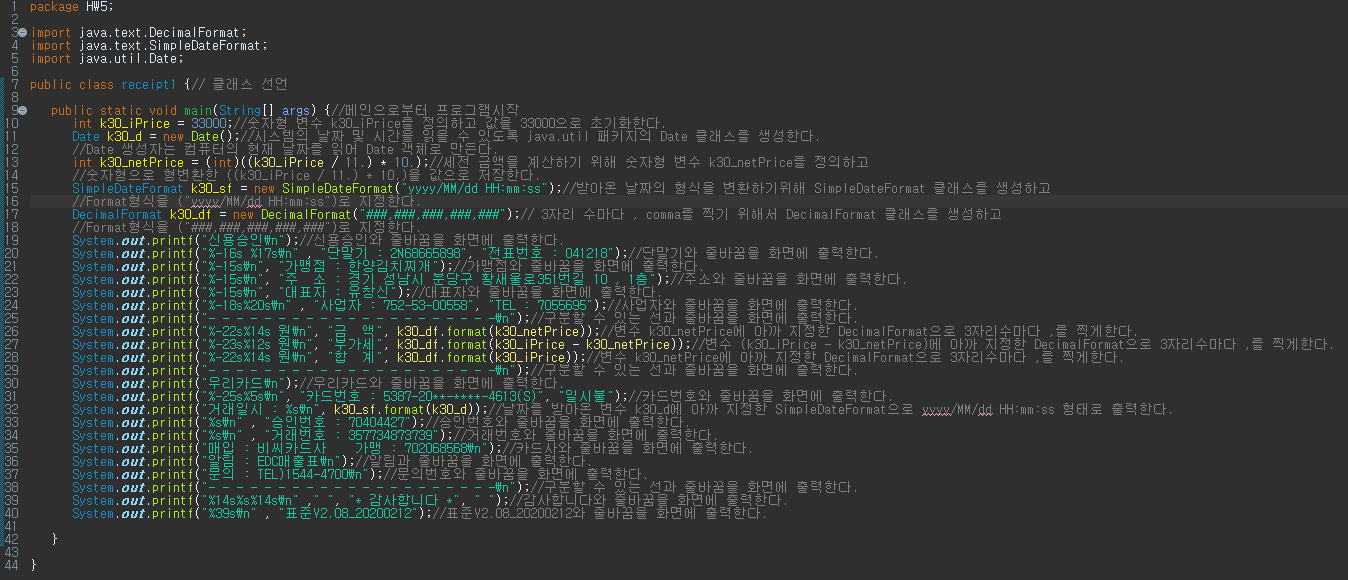 1 package HW5;
2
3 import java.text.DecimalFormat;
4 import java.text.SimpleDateFormat;
5 import java.util.Date;
6
7 public class receipt1 {// 클래스 선언
8
9 public static void main(String[] args) {//메인으로부터 프로그램시작
10 int k30_iPrice = 33000;//숫자형 변수 k30_iPrice를 정의하고 값을 33000으로 초기화한다.
11 Date k30_d = new Date();//시스템의 날짜 및 시간을 읽을 수 있도록 java.util 패키지의 Date 클래스를 생성한다.
12 //Date 생성자는 컴퓨터의 현재 날짜를 읽어 Date 객체로 만든다.
13 int k30_netPrice = (int)((k30_iPrice / 11.) * 10.);//세전 금액을 계산하기 위해 숫자형 변수 k30_netPrice를 정의하고
14 //숫자형으로 형변환한 ((k30_iPrice / 11.) * 10.)을 값으로 저장한다.
15 SimpleDateFormat k30_sf = new SimpleDateFormat("yyyy/MM/dd HH:mm:ss");//받아온 날짜의 형식을 변환하기위해 SimpleDateFormat 클래스를 생성하고
16 //Format형식을 ("yyyy/MM/dd HH:mm:ss")로 지정한다.
17 DecimalFormat k30_df = new DecimalFormat("###,###,###,###,###");// 3자리 수마다 , comma를 찍기 위해서 DecimalFormat 클래스를 생성하고
18 //Format형식을 ("###,###,###,###,###")로 지정한다.
19 System.out.printf("신용승인\n");//신용승인와 줄바꿈을 화면에 출력한다.
20 System.out.printf("%-16s %17s\n" , "단말기 : 2N68665898", "전표번호 : 041218");//단말기와 줄바꿈을 화면에 출력한다.
21 System.out.printf("%-15s\n", "가맹점 : 한양김치찌개");//가맹점와 줄바꿈을 화면에 출력한다.
22 System.out.printf("%-15s\n", "주  소 : 경기 성남시 분당구 황새울로351번길 10 , 1층");//주소와 줄바꿈을 화면에 출력한다.
23 System.out.printf("%-15s\n", "대표자 : 유창신");//대표자와 줄바꿈을 화면에 출력한다.
24 System.out.printf("%-18s%20s\n" , "사업자 : 752-53-00558", "TEL : 7055695");//사업자와 줄바꿈을 화면에 출력한다
25 System.out.printf("- - - - - - - - - - - - - - - - - - - -\n");//구분할 수 있는 선과 줄바꿈을 화면에 출력한다.
26 System.out.printf("%-22s%14s 원\n", "금  액", k30_df.format(k30_netPrice));//변수 k30_netPrice에 아까 지정한 DecimalFormat으로 3자리수마다 ,를 찍게한다.
27 System.out.printf("%-23s%12s 원\n", "부가세", k30_df.format(k30_iPrice - k30_netPrice));//변수 (k30_iPrice - k30_netPrice)에 아까 지정한 DecimalFormat으로 3자리수마다 ,를 찍게한다.
28 System.out.printf("%-22s%14s 원\n", "합  계", k30_df.format(k30_iPrice));//변수 k30_netPrice에 아까 지정한 DecimalFormat으로 3자리수마다 ,를 찍게한다.
29 System.out.printf("- - - - - - - - - - - - - - - - - - - -\n");//구분할 수 있는 선과 줄바꿈을 화면에 출력한다.
30 System.out.printf("우리카드\n");//우리카드와 줄바꿈을 화면에 출력한다.
31 System.out.printf("%-25s%5s\n", "카드번호 : 5387-20**-****-4613(S)", "일시불");//카드번호와 줄바꿈을 화면에 출력한다.
32 System.out.printf("거래일시 : %s\n", k30_sf.format(k30_d));//날짜를 받아온 변수 k30_d에 아까 지정한 SimpleDateFormat으로 yyyy/MM/dd HH:mm:ss 형태로 출력한다.
33 System.out.printf("%s\n" , "승인번호 : 70404427");//승인번호와 줄바꿈을 화면에 출력한다.
34 System.out.printf("%s\n" , "거래번호 : 357734873739");//거래번호와 줄바꿈을 화면에 출력한다.
35 System.out.printf("매입 : 비씨카드사   가맹 : 702068568\n");//카드사와 줄바꿈을 화면에 출력한다.
36 System.out.printf("알림 : EDC매출표\n");//알림과 줄바꿈을 화면에 출력한다.
37 System.out.printf("문의 : TEL)1544-4700\n");//문의번호와 줄바꿈을 화면에 출력한다
38 System.out.printf("- - - - - - - - - - - - - - - - - - - -\n");//구분할 수 있는 선과 줄바꿈을 화면에 출력한다.
39 System.out.printf("%14s%s%14s\n" , " ", "* 감사합니다 *", " ");//감사합니다와 줄바꿈을 화면에 출력한다.
40 System.out.printf("%39s\n" , "표준V2.08_20200212");//표준V2.08_20200212와 줄바꿈을 화면에 출력한다.
41
42 }
43
44 }